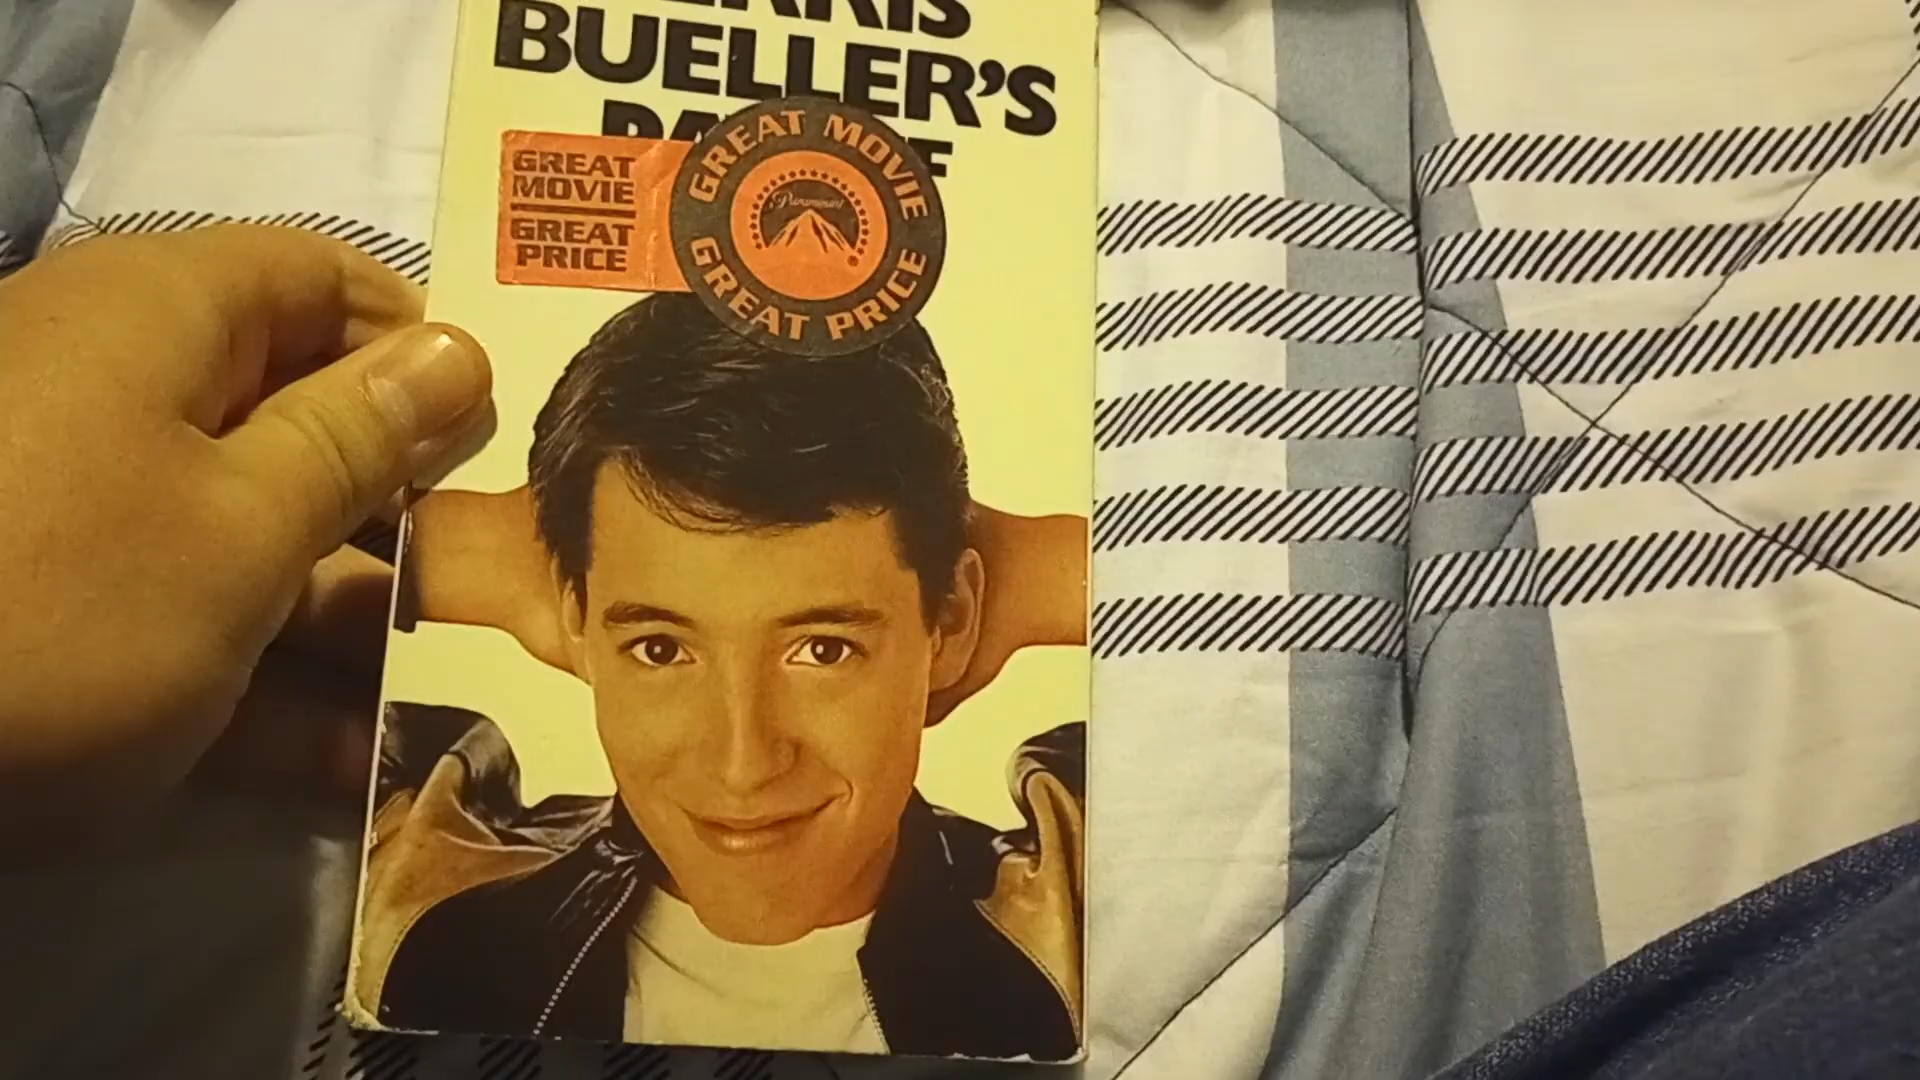 BUELLER'S
GREAT
MOVIE
GREAT
PRICE
GREAT MOVIE
Paramount
®
GREAT PRICE